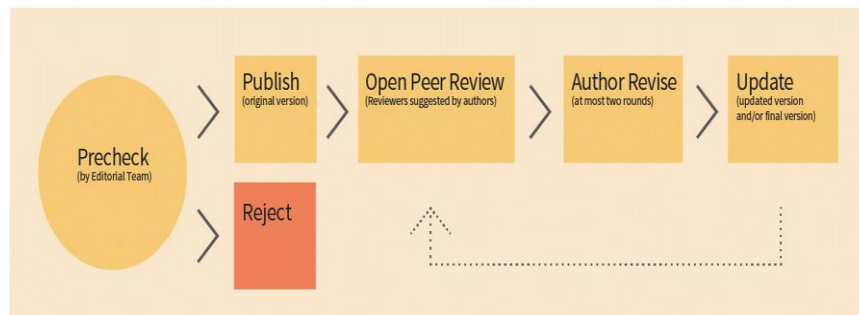 Precheck
(by Editorial Team)
Publish
(original version)
Open Peer Review
(Reviewers suggested by authors)
Author Revise
(at most two rounds)
Update
(updated version
and/or final version)
Reject